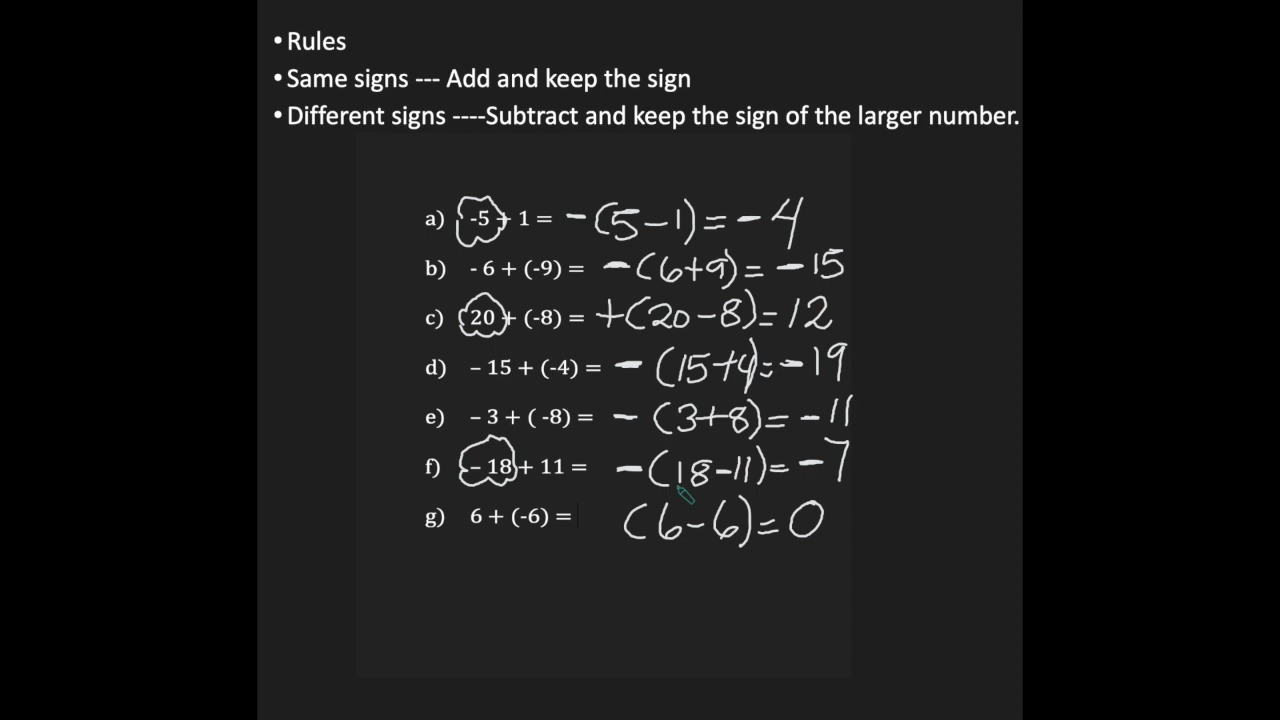 • Rules
• Same signs --- Add and keep the sign
• Different signs ----Subtract and keep the sign of the larger number.
a) -5 + 1 = -(5-1) = -4
b) - 6 + (-9) = -(6+9) = -15
c) 20 + (-8) = +(20-8) = 12
d) - 15 + (-4) = -(15+4) = -19
e) - 3 + ( -8) = -(3+8) = -11
f) - 18 + 11 = -(18-11) = -7
g) 6 + (-6) = (6-6) = 0